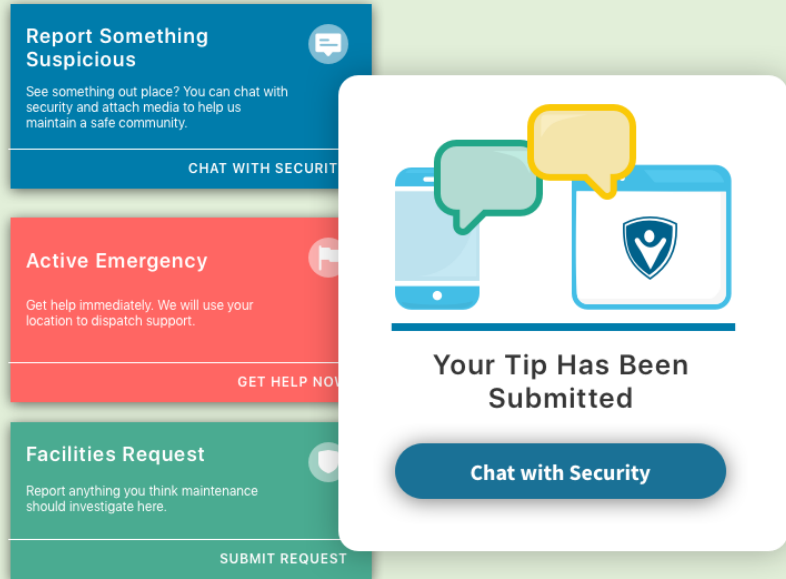 Report Something
Suspicious
See something out place? You can chat with
security and attach media to help us
maintain a safe community.
CHAT WITH SECURIT
Active Emergency
Get help immediately. We will use your
location to dispatch support.
GET HELP NOW
Facilities Request
Report anything you think maintenance
should investigate here.
SUBMIT REQUEST
Your Tip Has Been
Submitted
Chat with Security